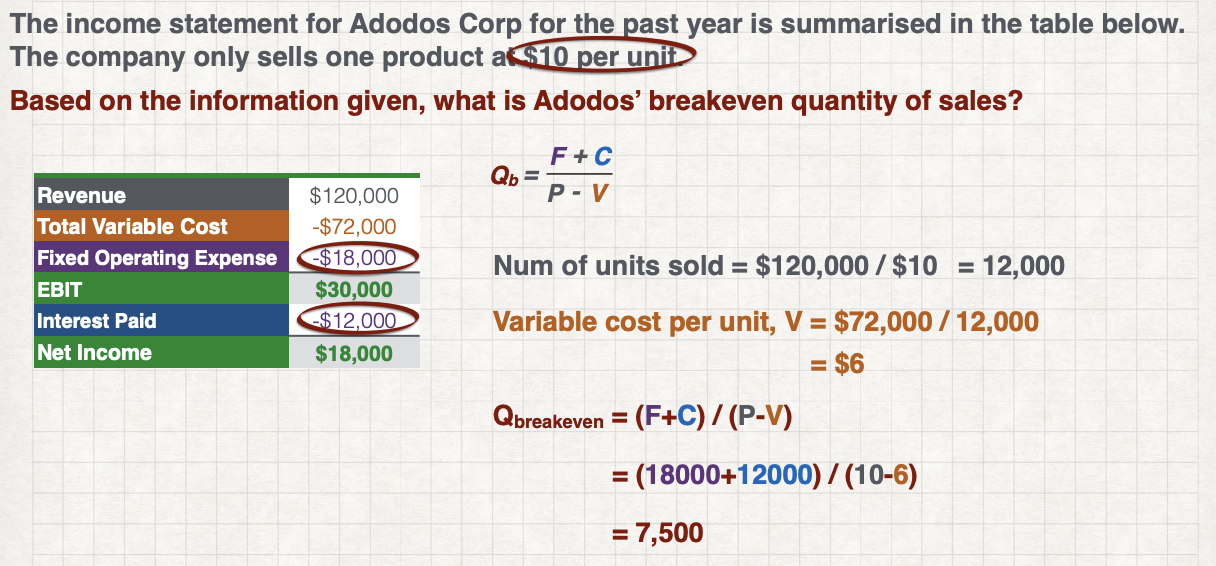 The income statement for Adodos Corp for the past year is summarised in the table below.
The company only sells one product at $10 per unit.
Based on the information given, what is Adodos’ breakeven quantity of sales?
Qb = F + C / P - V
Revenue $120,000
Total Variable Cost -$72,000
Fixed Operating Expense -$18,000
EBIT $30,000
Interest Paid -$12,000
Net Income $18,000
Num of units sold = $120,000 / $10 = 12,000
Variable cost per unit, V = $72,000 / 12,000
= $6
Qbreakeven = (F+C) / (P-V)
= (18000+12000) / (10-6)
= 7,500